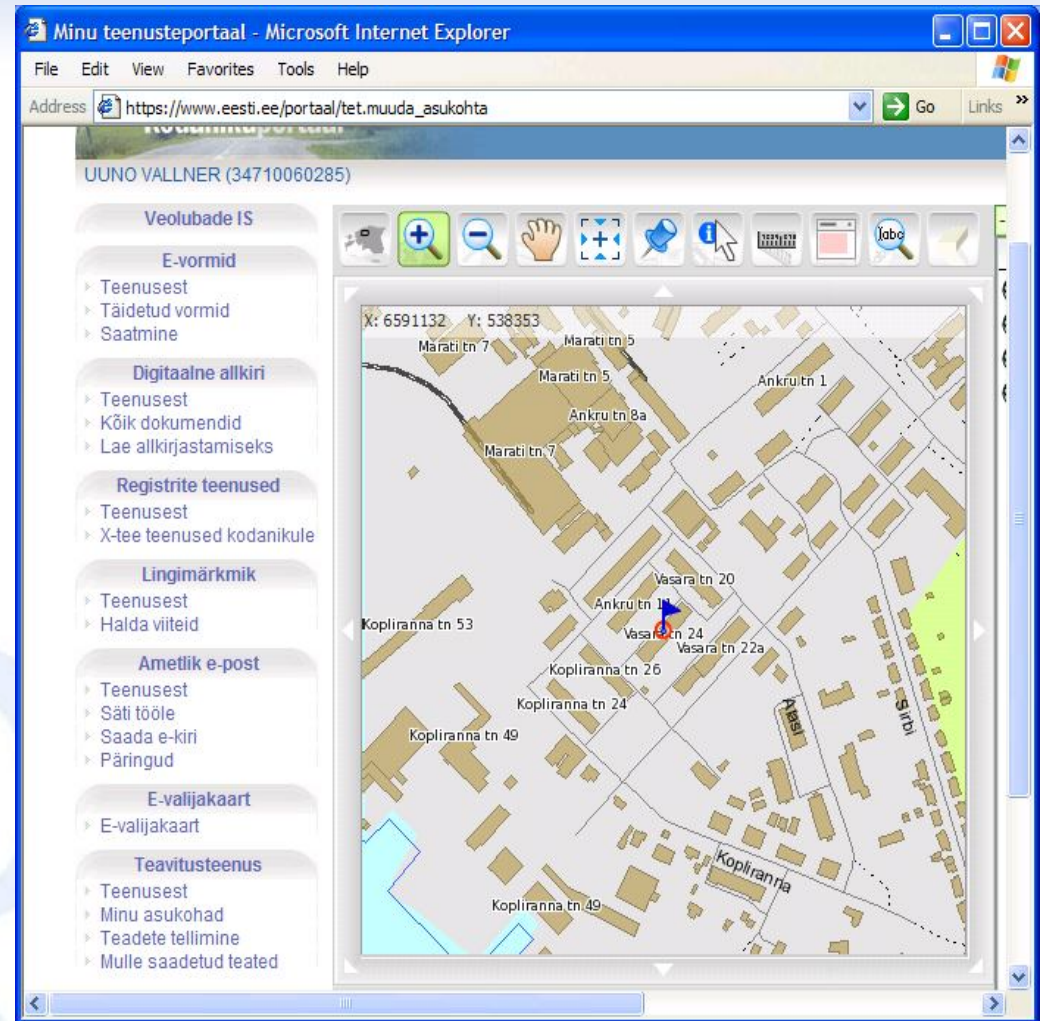 Minu teenusteportaal - Microsoft Internet Explorer
File Edit View Favorites Tools Help
Address https://www.eesti.ee/portaal/tet.muuda_asukohta Go Links »
Kodanikuportaal
UUNO VALLNER (34710060285)
Veolubade IS
E-vormid
Teenusest
Täidetud vormid
Saatmine
Digitaalne allkiri
Teenusest
Kõik dokumendid
Lae allkirjastamiseks
Registrite teenused
Teenusest
X-tee teenused kodanikule
Lingimärkmik
Teenusest
Halda viiteid
Ametlik e-post
Teenusest
Säti tööle
Saada e-kiri
Päringud
E-valijakaart
E-valijakaart
Teavitusteenus
Teenusest
Minu asukohad
Teadete tellimine
Mulle saadetud teated
X: 6591132 Y: 538353
Marati tn 7
Marati tn 5
Marati tn 5
Ankru tn 1
Ankru tn 8a
Marati tn 7
Vasara tn 20
Ankru tn 11
Kopliranna tn 53
Vasara tn 24
Vasara tn 22a
Kopliranna tn 26
Kopliranna tn 24
Alasi
Sirbi
Kopliranna tn 49
Kopliranna
Kopliranna tn 49